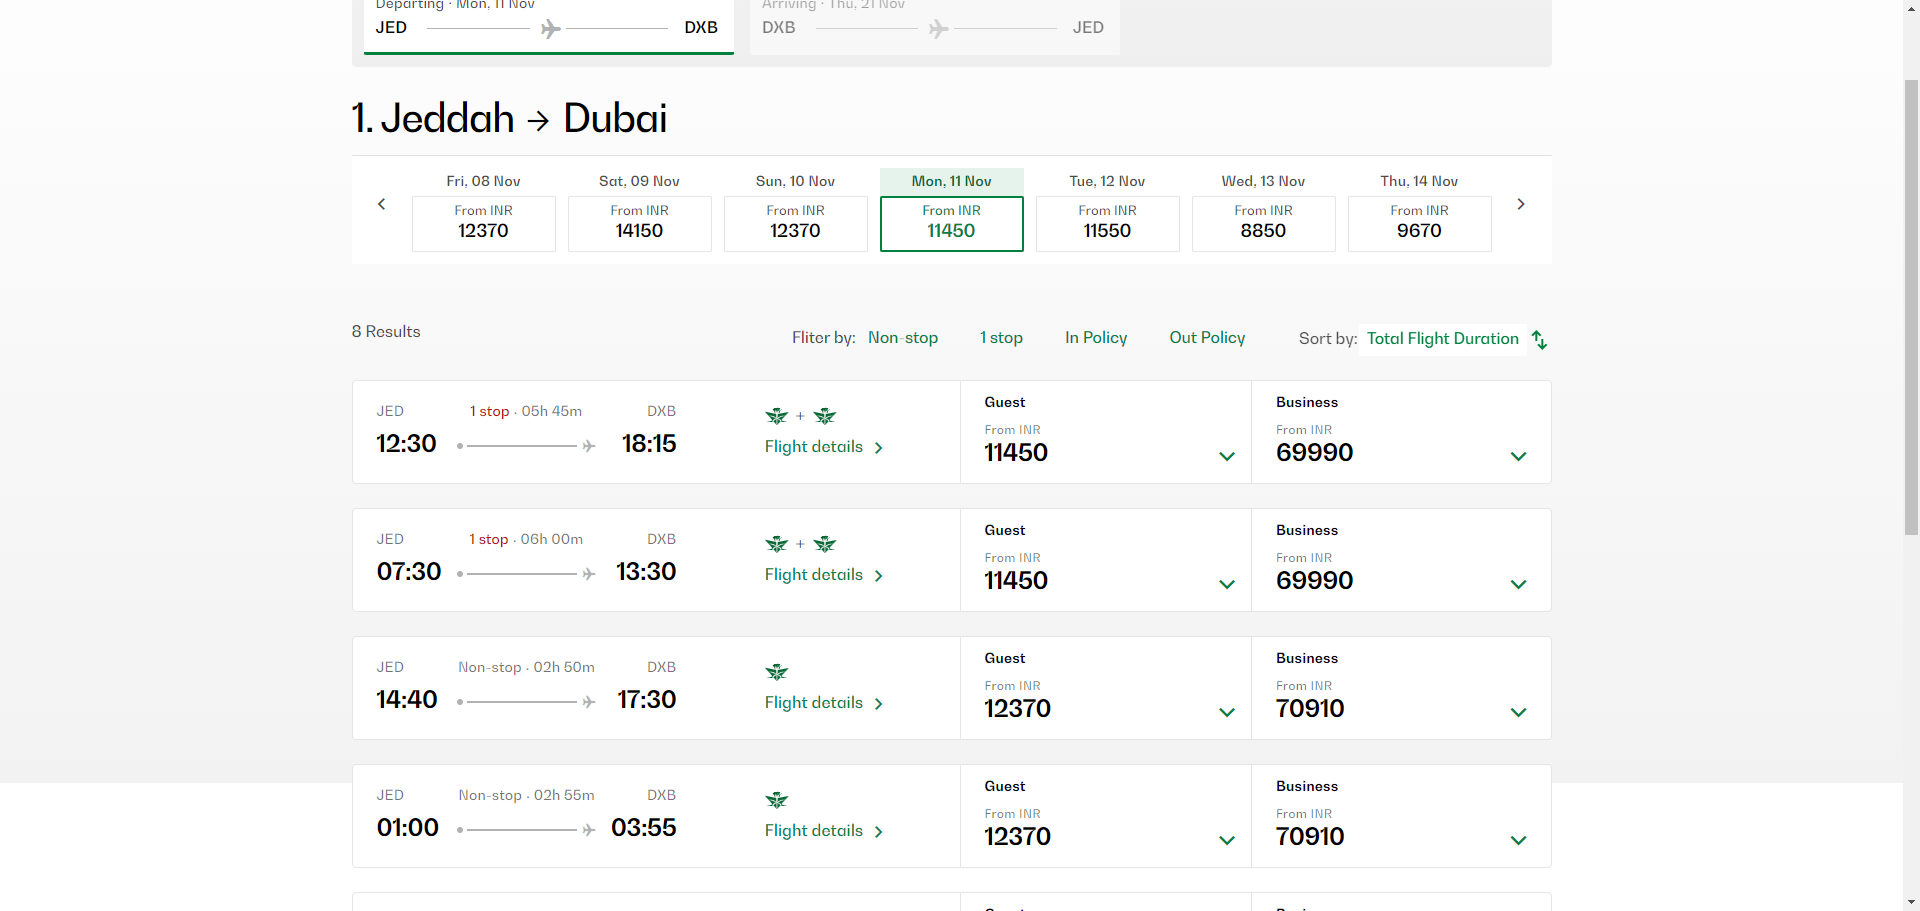 Departing · Mon, 11 Nov
JED DXB
Arriving · Thu, 21 Nov
DXB JED
1. Jeddah → Dubai
Fri, 08 Nov
From INR
12370
Sat, 09 Nov
From INR
14150
Sun, 10 Nov
From INR
12370
Mon, 11 Nov
From INR
11450
Tue, 12 Nov
From INR
11550
Wed, 13 Nov
From INR
8850
Thu, 14 Nov
From INR
9670
8 Results
Fliter by: Non-stop 1 stop In Policy Out Policy
Sort by: Total Flight Duration
JED 1 stop · 05h 45m DXB
12:30 18:15
+
Flight details
Guest
From INR
11450
Business
From INR
69990
JED 1 stop · 06h 00m DXB
07:30 13:30
+
Flight details
Guest
From INR
11450
Business
From INR
69990
JED Non-stop · 02h 50m DXB
14:40 17:30
Flight details
Guest
From INR
12370
Business
From INR
70910
JED Non-stop · 02h 55m DXB
01:00 03:55
Flight details
Guest
From INR
12370
Business
From INR
70910